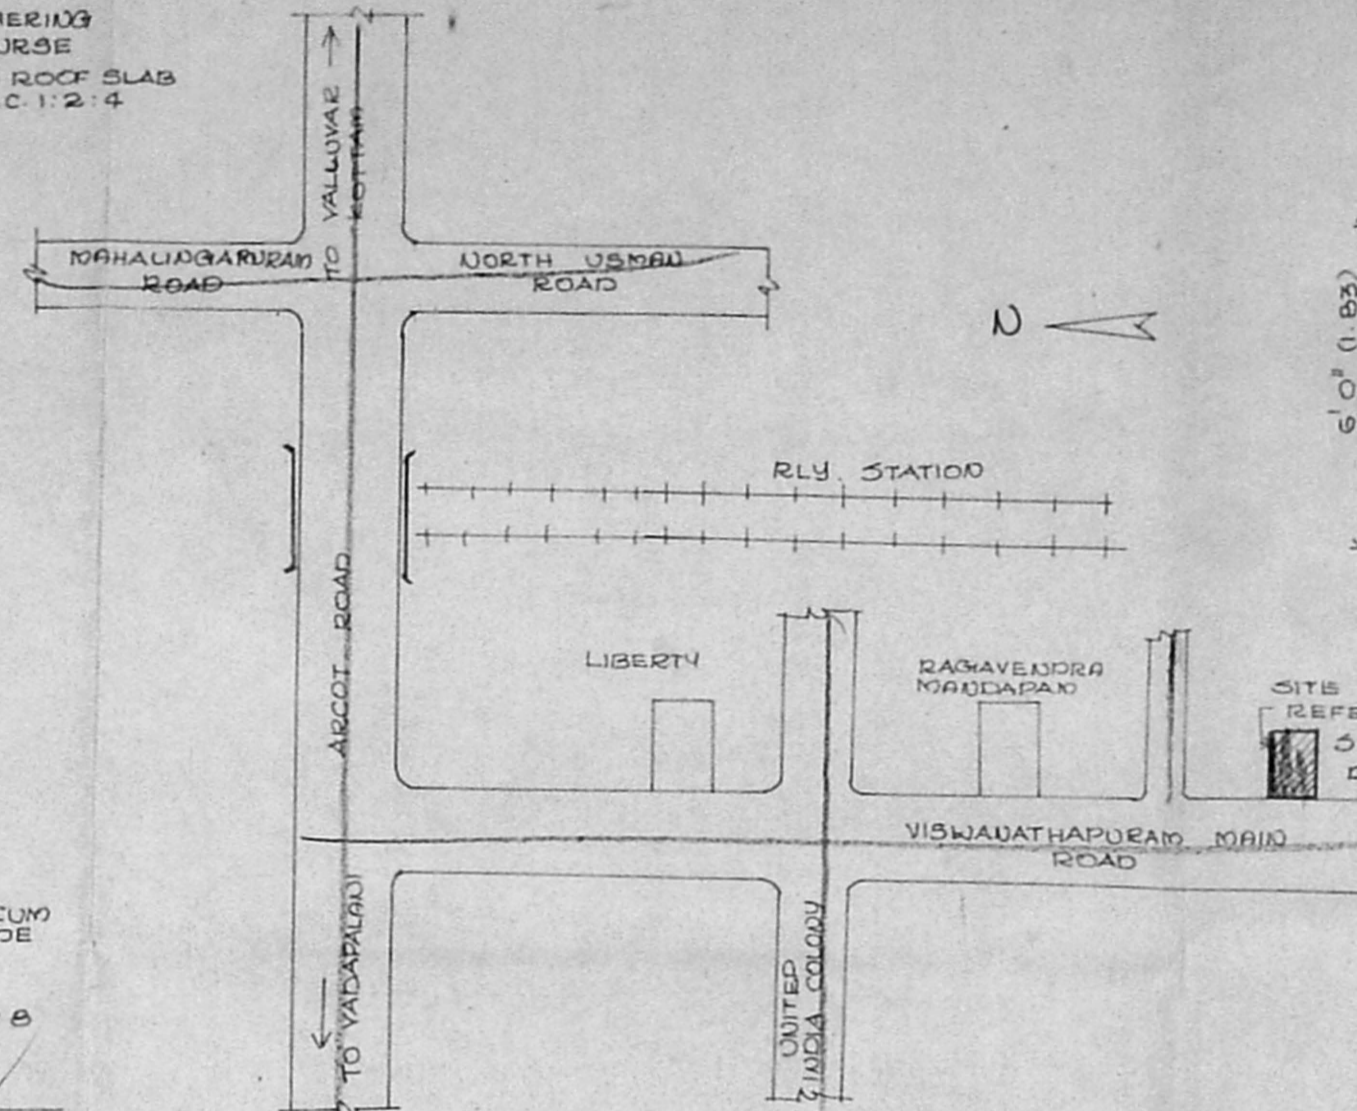 HERING
URSE
ROOF SLAB
C. 1:2:4
TO VALLUVAR
KOTTAM
MAHALINGAPURAM
ROAD
NORTH USMAN
ROAD
N
6'0" (1.83)
RLY. STATION
ARCOT ROAD
LIBERTY
RAGAVENDRA
MANDAPAM
SITE
REFE
S
VISWANATHAPURAM MAIN
ROAD
CUM
DE
8
TO VADAPALANI
UNITED
INDIA COLONY